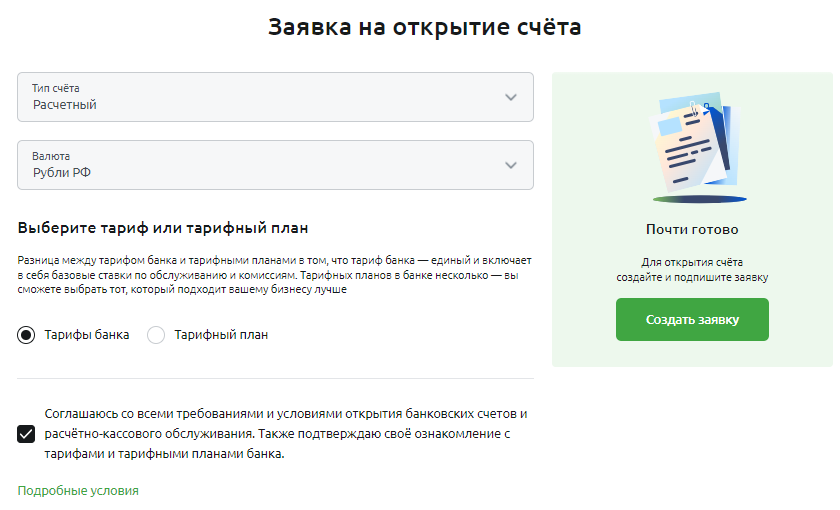 Заявка на открытие счёта
Тип счёта
Расчетный
Валюта
Рубли РФ
Выберите тариф или тарифный план
Разница между тарифом банка и тарифными планами в том, что тариф банка — единый и включает
в себя базовые ставки по обслуживанию и комиссиям. Тарифных планов в банке несколько — вы
сможете выбрать тот, который подходит вашему бизнесу лучше
Тарифы банка
Тарифный план
Соглашаюсь со всеми требованиями и условиями открытия банковских счетов и
расчётно-кассового обслуживания. Также подтверждаю своё ознакомление с
тарифами и тарифными планами банка.
Подробные условия
Почти готово
Для открытия счёта
создайте и подпишите заявку
Создать заявку